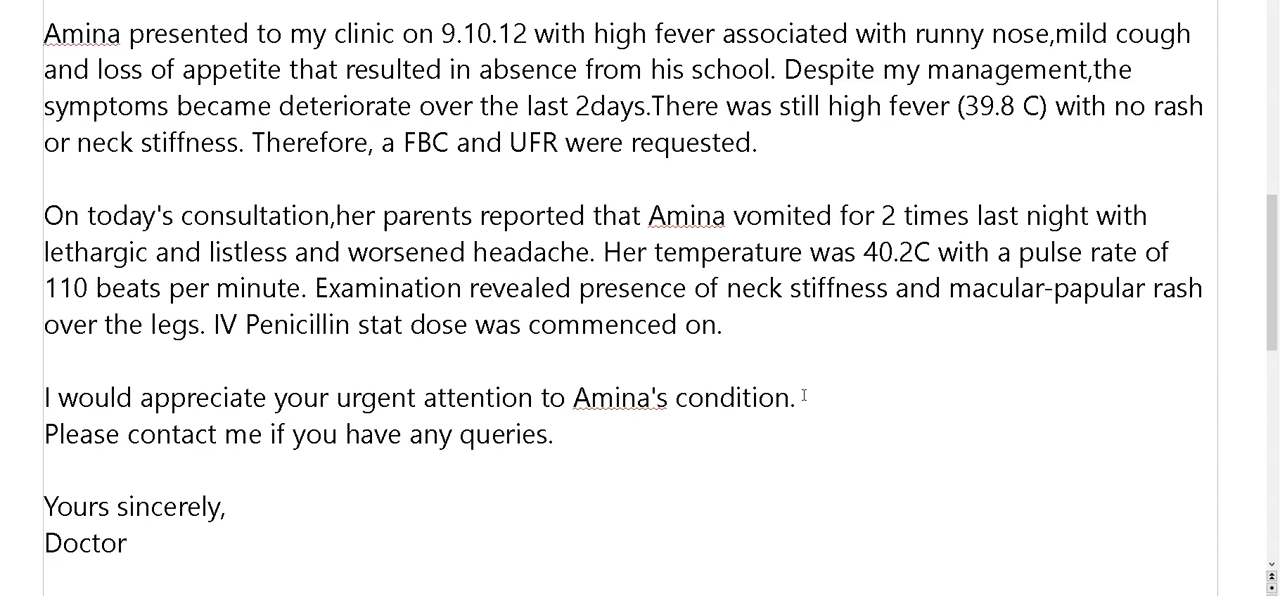 Amina presented to my clinic on 9.10.12 with high fever associated with runny nose,mild cough
and loss of appetite that resulted in absence from his school. Despite my management,the
symptoms became deteriorate over the last 2days.There was still high fever (39.8 C) with no rash
or neck stiffness. Therefore, a FBC and UFR were requested.
On today's consultation,her parents reported that Amina vomited for 2 times last night with
lethargic and listless and worsened headache. Her temperature was 40.2C with a pulse rate of
110 beats per minute. Examination revealed presence of neck stiffness and macular-papular rash
over the legs. IV Penicillin stat dose was commenced on.
I would appreciate your urgent attention to Amina's condition.
Please contact me if you have any queries.
Yours sincerely,
Doctor